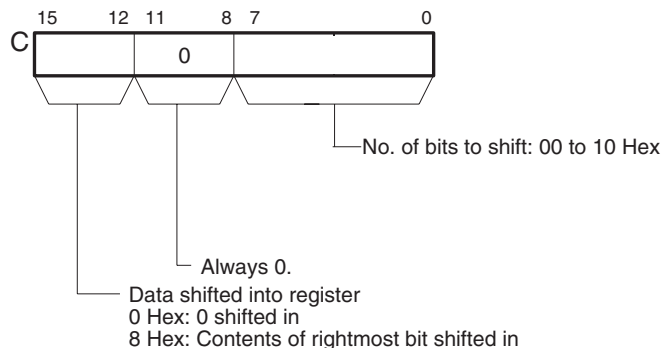 15 12 11 8 7 0
C
0
No. of bits to shift: 00 to 10 Hex
Always 0.
Data shifted into register
0 Hex: 0 shifted in
8 Hex: Contents of rightmost bit shifted in